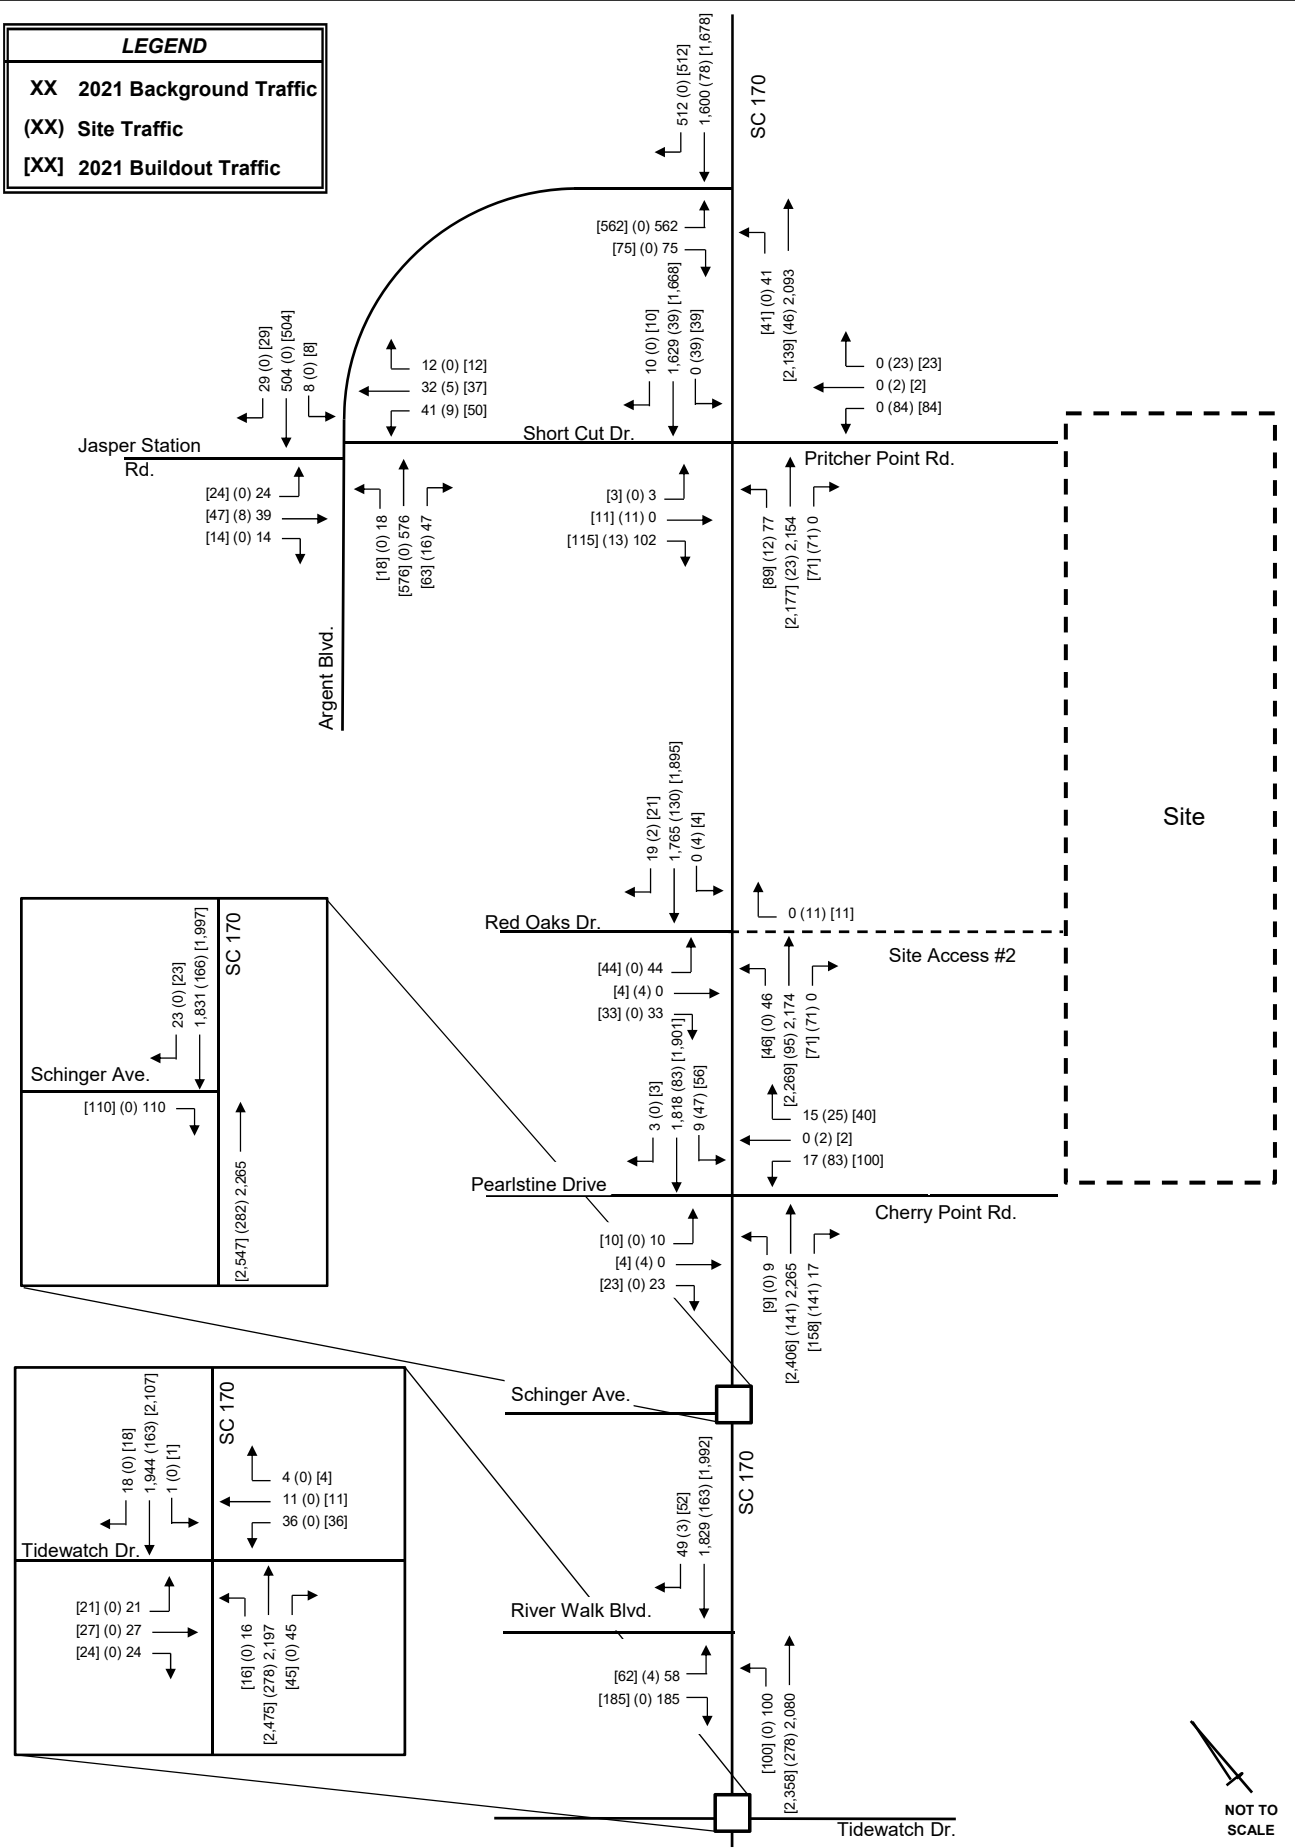 LEGEND
XX 2021 Background Traffic
(XX) Site Traffic
[XX] 2021 Buildout Traffic
512 (0) [512]
1,600 (78) [1,678]
SC 170
[562] (0) 562
[75] (0) 75
[41] (0) 41
[2,139] (46) 2,093
29 (0) [29]
504 (0) [504]
8 (0) [8]
12 (0) [12]
32 (5) [37]
41 (9) [50]
10 (0) [10]
1,629 (39) [1,668]
0 (39) [39]
0 (23) [23]
0 (2) [2]
0 (84) [84]
Jasper Station
Rd.
Short Cut Dr.
Pritcher Point Rd.
[24] (0) 24
[47] (8) 39
[14] (0) 14
[18] (0) 18
[576] (0) 576
[63] (16) 47
[3] (0) 3
[11] (11) 0
[115] (13) 102
[89] (12) 77
[2,177] (23) 2,154
[71] (71) 0
Argent Blvd.
Site
19 (2) [21]
1,765 (130) [1,895]
0 (4) [4]
0 (11) [11]
Red Oaks Dr.
Site Access #2
[44] (0) 44
[4] (4) 0
[33] (0) 33
[46] (0) 46
[2,269] (95) 2,174
[71] (71) 0
23 (0) [23]
1,831 (166) [1,997]
SC 170
Schinger Ave.
[110] (0) 110
[2,547] (282) 2,265
3 (0) [3]
1,818 (83) [1,901]
9 (47) [56]
15 (25) [40]
0 (2) [2]
17 (83) [100]
Pearlstine Drive
Cherry Point Rd.
[10] (0) 10
[4] (4) 0
[23] (0) 23
[9] (0) 9
[2,406] (141) 2,265
[158] (141) 17
Schinger Ave.
18 (0) [18]
1,944 (163) [2,107]
1 (0) [1]
SC 170
4 (0) [4]
11 (0) [11]
36 (0) [36]
Tidewatch Dr.
[21] (0) 21
[27] (0) 27
[24] (0) 24
[16] (0) 16
[2,475] (278) 2,197
[45] (0) 45
49 (3) [52]
1,829 (163) [1,992]
SC 170
River Walk Blvd.
[62] (4) 58
[185] (0) 185
[100] (0) 100
[2,358] (278) 2,080
Tidewatch Dr.
NOT TO
SCALE